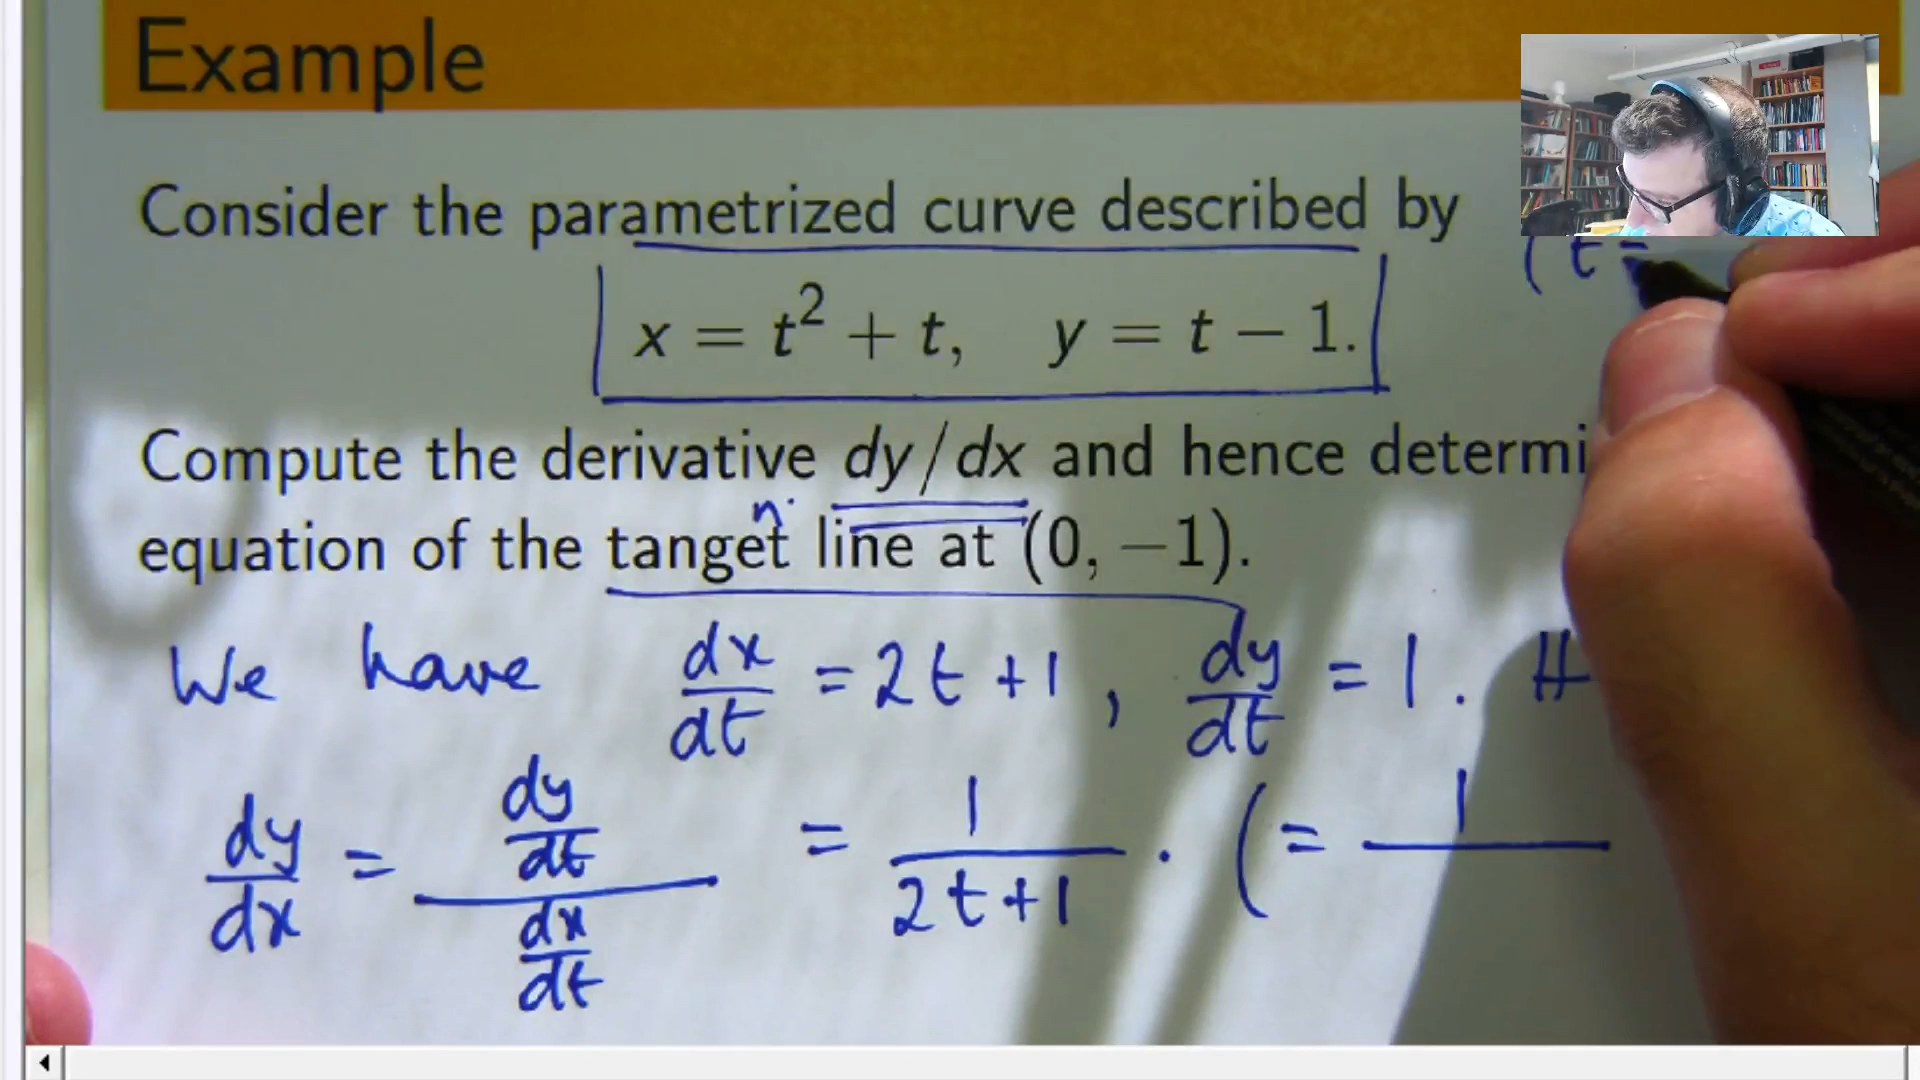 Example
Consider the parametrized curve described by
(t =
x = t² + t, y = t − 1.
Compute the derivative dy/dx and hence determi
n
equation of the tanget line at (0, −1).
We have dx/dt = 2t + 1, dy/dt = 1. H
dy/dx = (dy/dt)/(dx/dt) = 1/(2t+1). (= 1/